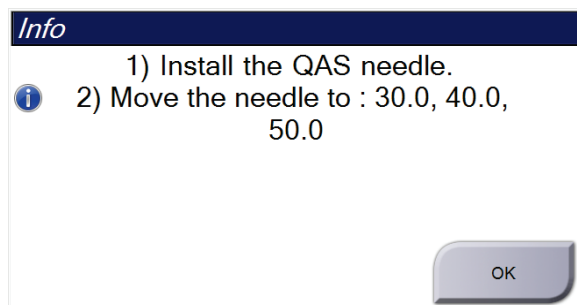 Info
1) Install the QAS needle.
2) Move the needle to : 30.0, 40.0,
50.0
OK